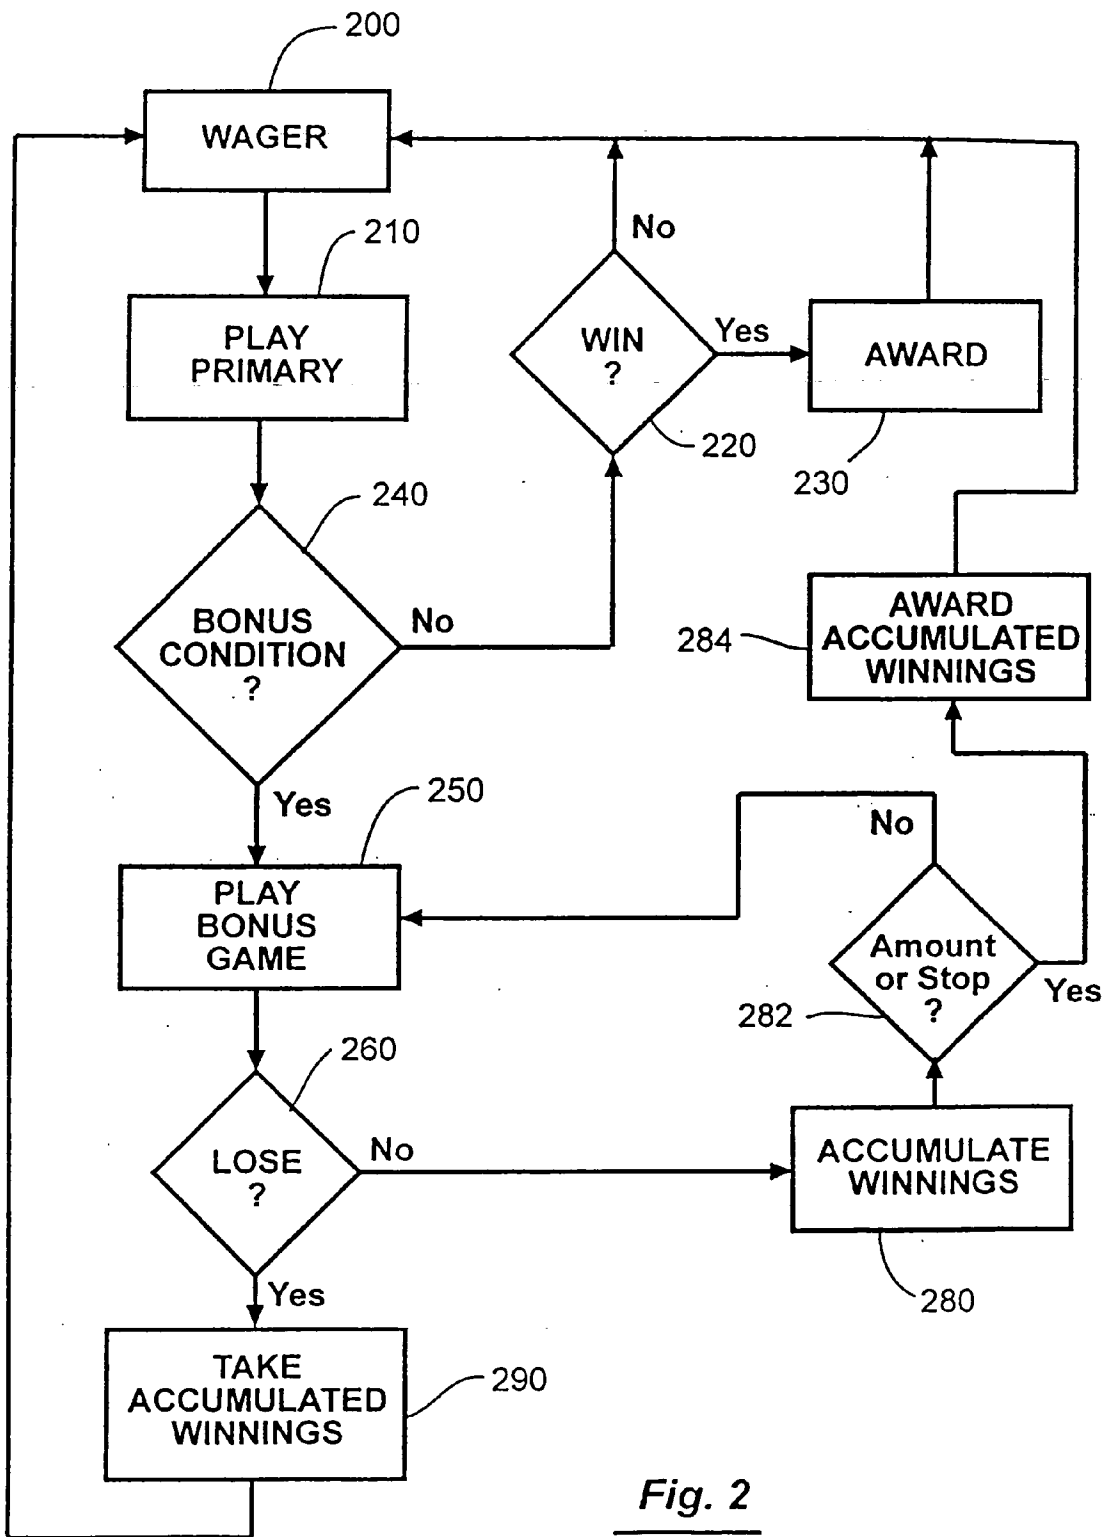 200
WAGER
210
PLAY
PRIMARY
No
WIN
?
Yes
AWARD
220
230
240
BONUS
CONDITION
?
No
284
AWARD
ACCUMULATED
WINNINGS
Yes
250
PLAY
BONUS
GAME
No
Amount
or Stop
?
Yes
282
260
LOSE
?
No
ACCUMULATE
WINNINGS
280
Yes
TAKE
ACCUMULATED
WINNINGS
290
Fig. 2